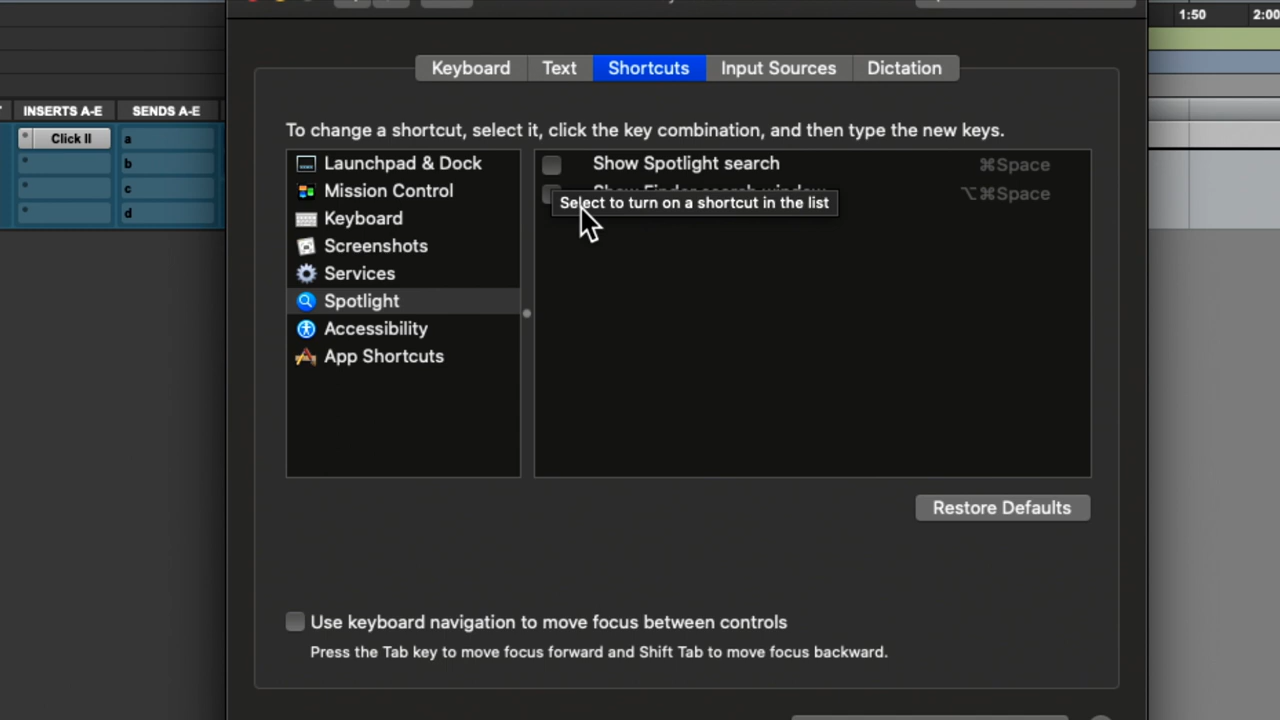 1:50
2:00
Keyboard
Text
Shortcuts
Input Sources
Dictation
INSERTS A-E
SENDS A-E
Click II
a
b
c
d
To change a shortcut, select it, click the key combination, and then type the new keys.
Launchpad & Dock
Mission Control
Keyboard
Screenshots
Services
Spotlight
Accessibility
App Shortcuts
Show Spotlight search
⌘Space
Show Finder search window
⌥⌘Space
Select to turn on a shortcut in the list
Restore Defaults
Use keyboard navigation to move focus between controls
Press the Tab key to move focus forward and Shift Tab to move focus backward.